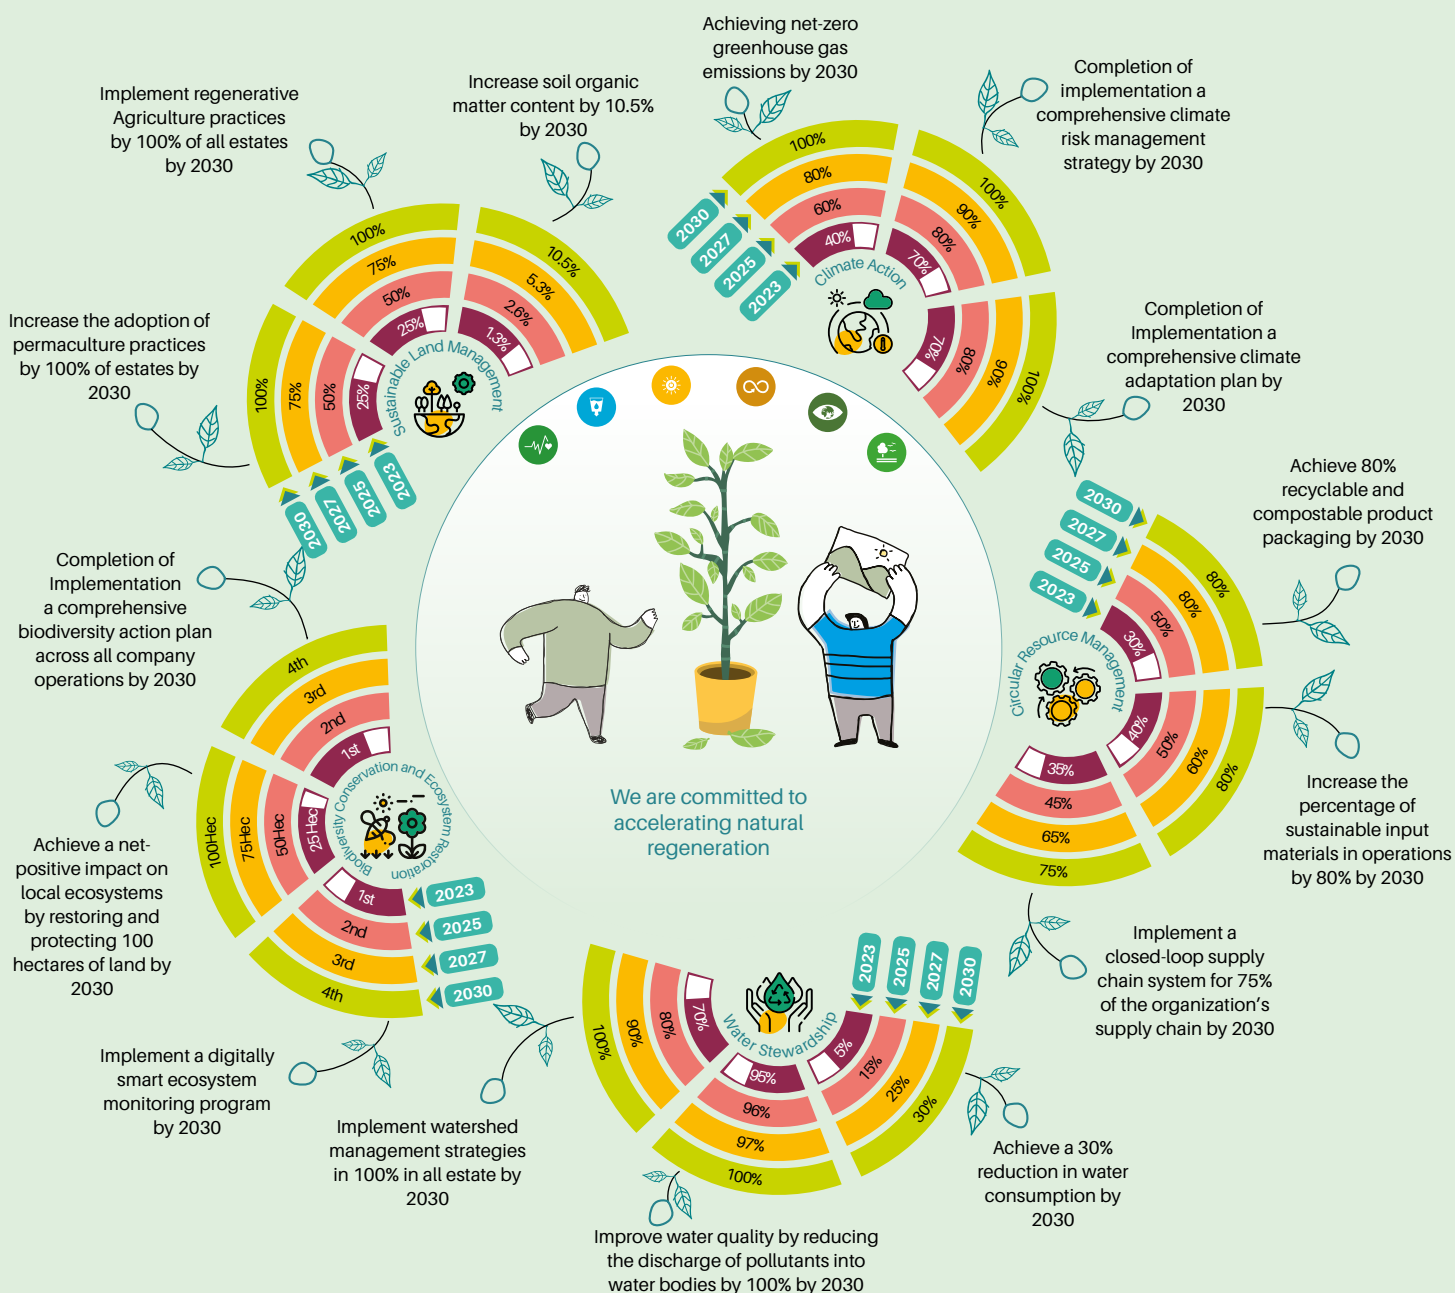 Achieving net-zero
greenhouse gas
emissions by 2030
Completion of
implementation a
comprehensive climate
risk management
strategy by 2030
Increase soil organic
matter content by 10.5%
by 2030
Implement regenerative
Agriculture practices
by 100% of all estates
by 2030
Increase the adoption of
permaculture practices
by 100% of estates by
2030
100%
75%
50%
25%
100%
75%
50%
25%
10.5%
5.3%
2.6%
1.3%
Sustainable Land Management
2030
2027
2025
2023
2030
2027
2025
2023
100%
80%
60%
40%
100%
90%
80%
70%
100%
90%
80%
70%
Climate Action
Completion of
Implementation a
comprehensive climate
adaptation plan by
2030
Achieve 80%
recyclable and
compostable product
packaging by 2030
2030
2027
2025
2023
80%
80%
50%
30%
80%
60%
50%
40%
35%
45%
65%
75%
Circular Resource Management
Increase the
percentage of
sustainable input
materials in operations
by 80% by 2030
Implement a
closed-loop supply
chain system for 75%
of the organization's
supply chain by 2030
We are committed to
accelerating natural
regeneration
Completion of
Implementation
a comprehensive
biodiversity action plan
across all company
operations by 2030
4th
3rd
2nd
1st
100Hec
75Hec
50Hec
25Hec
1st
2nd
3rd
4th
Biodiversity Conservation and Ecosystem Restoration
2023
2025
2027
2030
Achieve a net-
positive impact on
local ecosystems
by restoring and
protecting 100
hectares of land by
2030
Implement a digitally
smart ecosystem
monitoring program
by 2030
2023
2025
2027
2030
100%
90%
80%
70%
95%
96%
97%
100%
5%
15%
25%
30%
Water Stewardship
Implement watershed
management strategies
in 100% in all estate by
2030
Improve water quality by reducing
the discharge of pollutants into
water bodies by 100% by 2030
Achieve a 30%
reduction in water
consumption by
2030